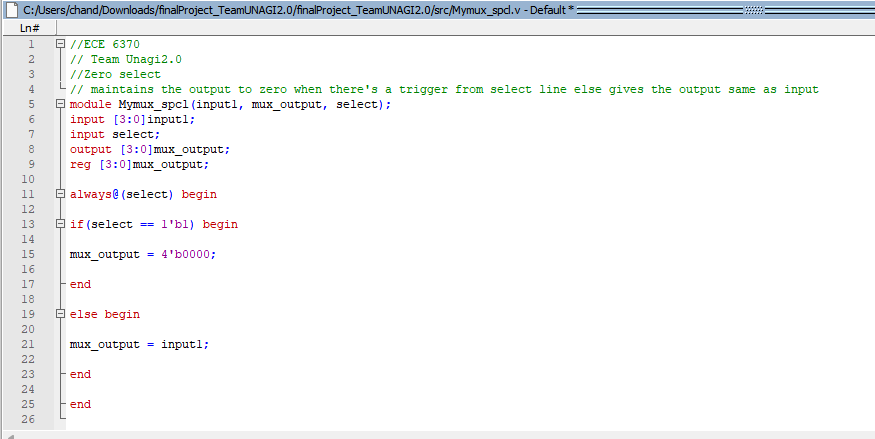 C:/Users/chand/Downloads/finalProject_TeamUNAGI2.0/finalProject_TeamUNAGI2.0/src/Mymux_spcl.v - Default *
Ln#
1 //ECE 6370
2 // Team Unagi2.0
3 //Zero select
4 // maintains the output to zero when there's a trigger from select line else gives the output same as input
5 module Mymux_spcl(input1, mux_output, select);
6 input [3:0]input1;
7 input select;
8 output [3:0]mux_output;
9 reg [3:0]mux_output;
10
11 always@(select) begin
12
13 if(select == 1'b1) begin
14
15 mux_output = 4'b0000;
16
17 end
18
19 else begin
20
21 mux_output = input1;
22
23 end
24
25 end
26